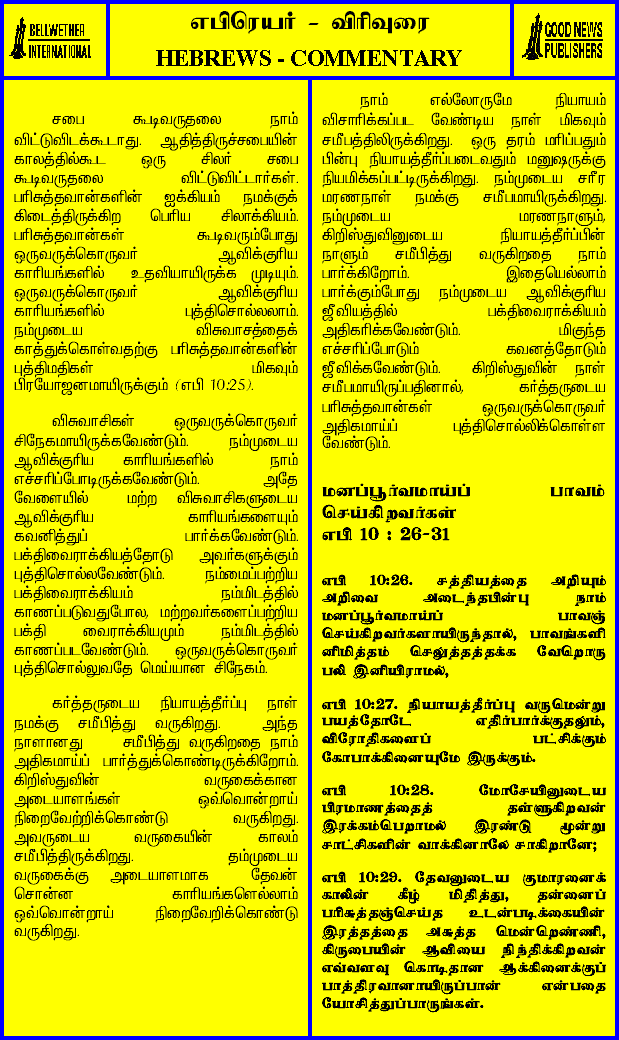 BELLWETHER
INTERNATIONAL
எபிரெயர் - விரிவுரை
HEBREWS - COMMENTARY
GOOD NEWS
PUBLISHERS
சபை கூடிவருதலை நாம்
விட்டுவிடக்கூடாது. ஆதித்திருச்சபையின்
காலத்தில்கூட ஒரு சிலர் சபை
கூடிவருதலை விட்டுவிட்டார்கள்.
பரிசுத்தவான்களின் ஐக்கியம் நமக்குக்
கிடைத்திருக்கிற பெரிய சிலாக்கியம்.
பரிசுத்தவான்கள் கூடிவரும்போது
ஒருவருக்கொருவர் ஆவிக்குரிய
காரியங்களில் உதவியாயிருக்க முடியும்.
ஒருவருக்கொருவர் ஆவிக்குரிய
காரியங்களில் புத்திசொல்லலாம்.
நம்முடைய விசுவாசத்தைக்
காத்துக்கொள்வதற்கு பரிசுத்தவான்களின்
புத்திமதிகள் மிகவும்
பிரயோஜனமாயிருக்கும் (எபி 10:25).
விசுவாசிகள் ஒருவருக்கொருவர்
சிநேகமாயிருக்கவேண்டும். நம்முடைய
ஆவிக்குரிய காரியங்களில் நாம்
எச்சரிப்போடிருக்கவேண்டும். அதே
வேளையில் மற்ற விசுவாசிகளுடைய
ஆவிக்குரிய காரியங்களையும்
கவனித்துப் பார்க்கவேண்டும்.
பக்திவைராக்கியத்தோடு அவர்களுக்கும்
புத்திசொல்லவேண்டும். நம்மைப்பற்றிய
பக்திவைராக்கியம் நம்மிடத்தில்
காணப்படுவதுபோல, மற்றவர்களைப்பற்றிய
பக்தி வைராக்கியமும் நம்மிடத்தில்
காணப்படவேண்டும். ஒருவருக்கொருவர்
புத்திசொல்லுவதே மெய்யான சிநேகம்.
கர்த்தருடைய நியாயத்தீர்ப்பு நாள்
நமக்கு சமீபித்து வருகிறது. அந்த
நாளானது சமீபித்து வருகிறதை நாம்
அதிகமாய்ப் பார்த்துக்கொண்டிருக்கிறோம்.
கிறிஸ்துவின் வருகைக்கான
அடையாளங்கள் ஒவ்வொன்றாய்
நிறைவேற்றிக்கொண்டு வருகிறது.
அவருடைய வருகையின் காலம்
சமீபித்திருக்கிறது. தம்முடைய
வருகைக்கு அடையாளமாக தேவன்
சொன்ன காரியங்களெல்லாம்
ஒவ்வொன்றாய் நிறைவேறிக்கொண்டு
வருகிறது.
நாம் எல்லோருமே நியாயம்
விசாரிக்கப்பட வேண்டிய நாள் மிகவும்
சமீபத்திலிருக்கிறது. ஒரு தரம் மரிப்பதும்
பின்பு நியாயத்தீர்ப்படைவதும் மனுஷருக்கு
நியமிக்கப்பட்டிருக்கிறது. நம்முடைய சரீர
மரணநாள் நமக்கு சமீபமாயிருக்கிறது.
நம்முடைய மரணநாளும்,
கிறிஸ்துவினுடைய நியாயத்தீர்ப்பின்
நாளும் சமீபித்து வருகிறதை நாம்
பார்க்கிறோம். இதையெல்லாம்
பார்க்கும்போது நம்முடைய ஆவிக்குரிய
ஜீவியத்தில் பக்திவைராக்கியம்
அதிகரிக்கவேண்டும். மிகுந்த
எச்சரிப்போடும் கவனத்தோடும்
ஜீவிக்கவேண்டும். கிறிஸ்துவின் நாள்
சமீபமாயிருப்பதினால், கர்த்தருடைய
பரிசுத்தவான்கள் ஒருவருக்கொருவர்
அதிகமாய்ப் புத்திசொல்லிக்கொள்ள
வேண்டும்.
மனப்பூர்வமாய்ப் பாவம்
செய்கிறவர்கள்
எபி 10 : 26-31
எபி 10:26. சத்தியத்தை அறியும்
அறிவை அடைந்தபின்பு நாம்
மனப்பூர்வமாய்ப் பாவஞ்
செய்கிறவர்களாயிருந்தால், பாவங்களி
னிமித்தம் செலுத்தத்தக்க வேறொரு
பலி இனியிராமல்,
எபி 10:27. நியாயத்தீர்ப்பு வருமென்று
பயத்தோடே எதிர்பார்க்குதலும்,
விரோதிகளைப் பட்சிக்கும்
கோபாக்கினையுமே இருக்கும்.
எபி 10:28. மோசேயினுடைய
பிரமாணத்தைத் தள்ளுகிறவன்
இரக்கம்பெறாமல் இரண்டு மூன்று
சாட்சிகளின் வாக்கினாலே சாகிறானே;
எபி 10:29. தேவனுடைய குமாரனைக்
காலின் கீழ் மிதித்து, தன்னைப்
பரிசுத்தஞ்செய்த உடன்படிக்கையின்
இரத்தத்தை அசுத்த மென்றெண்ணி,
கிருபையின் ஆவியை நிந்திக்கிறவன்
எவ்வளவு கொடிதான ஆக்கினைக்குப்
பாத்திரவானாயிருப்பான் என்பதை
யோசித்துப்பாருங்கள்.